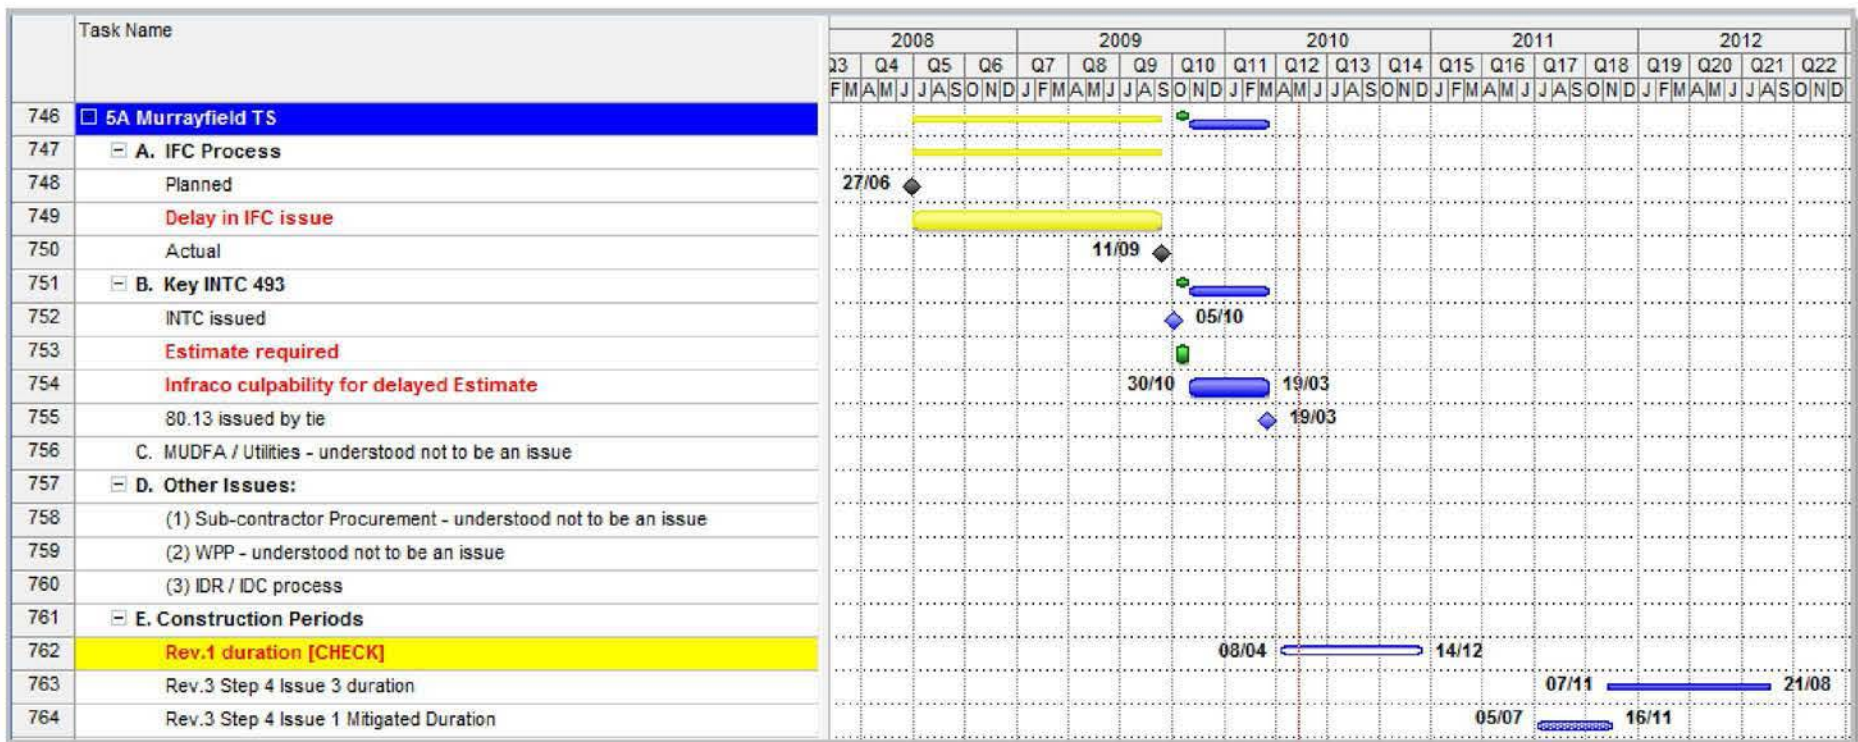 Task Name
2008 2009 2010 2011 2012
Q3 Q4 Q5 Q6 Q7 Q8 Q9 Q10 Q11 Q12 Q13 Q14 Q15 Q16 Q17 Q18 Q19 Q20 Q21 Q22
F M A M J J A S O N D J F M A M J J A S O N D J F M A M J J A S O N D J F M A M J J A S O N D J F M A M J J A S O N D
746 5A Murrayfield TS
747 A. IFC Process
748 Planned 27/06
749 Delay in IFC issue
750 Actual 11/09
751 B. Key INTC 493
752 INTC issued 05/10
753 Estimate required
754 Infraco culpability for delayed Estimate 30/10 19/03
755 80.13 issued by tie 19/03
756 C. MUDFA / Utilities - understood not to be an issue
757 D. Other Issues:
758 (1) Sub-contractor Procurement - understood not to be an issue
759 (2) WPP - understood not to be an issue
760 (3) IDR / IDC process
761 E. Construction Periods
762 Rev.1 duration [CHECK] 08/04 14/12
763 Rev.3 Step 4 Issue 3 duration 07/11 21/08
764 Rev.3 Step 4 Issue 1 Mitigated Duration 05/07 16/11